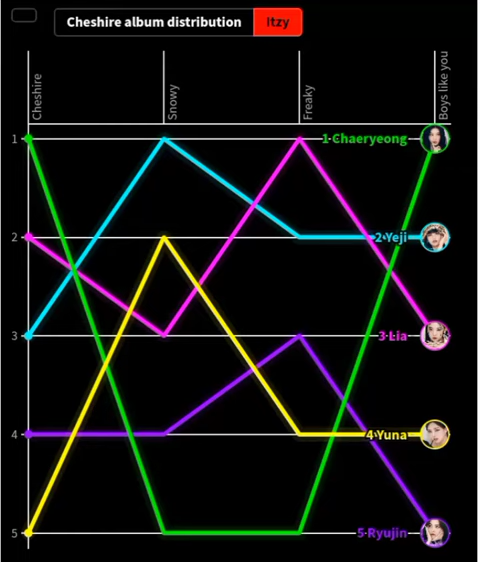 Cheshire album distribution Itzy
Cheshire
Snowy
Freaky
Boys like you
1
1 Chaeryeong
2
2 Yeji
3
3 Lia
4
4 Yuna
5
5 Ryujin